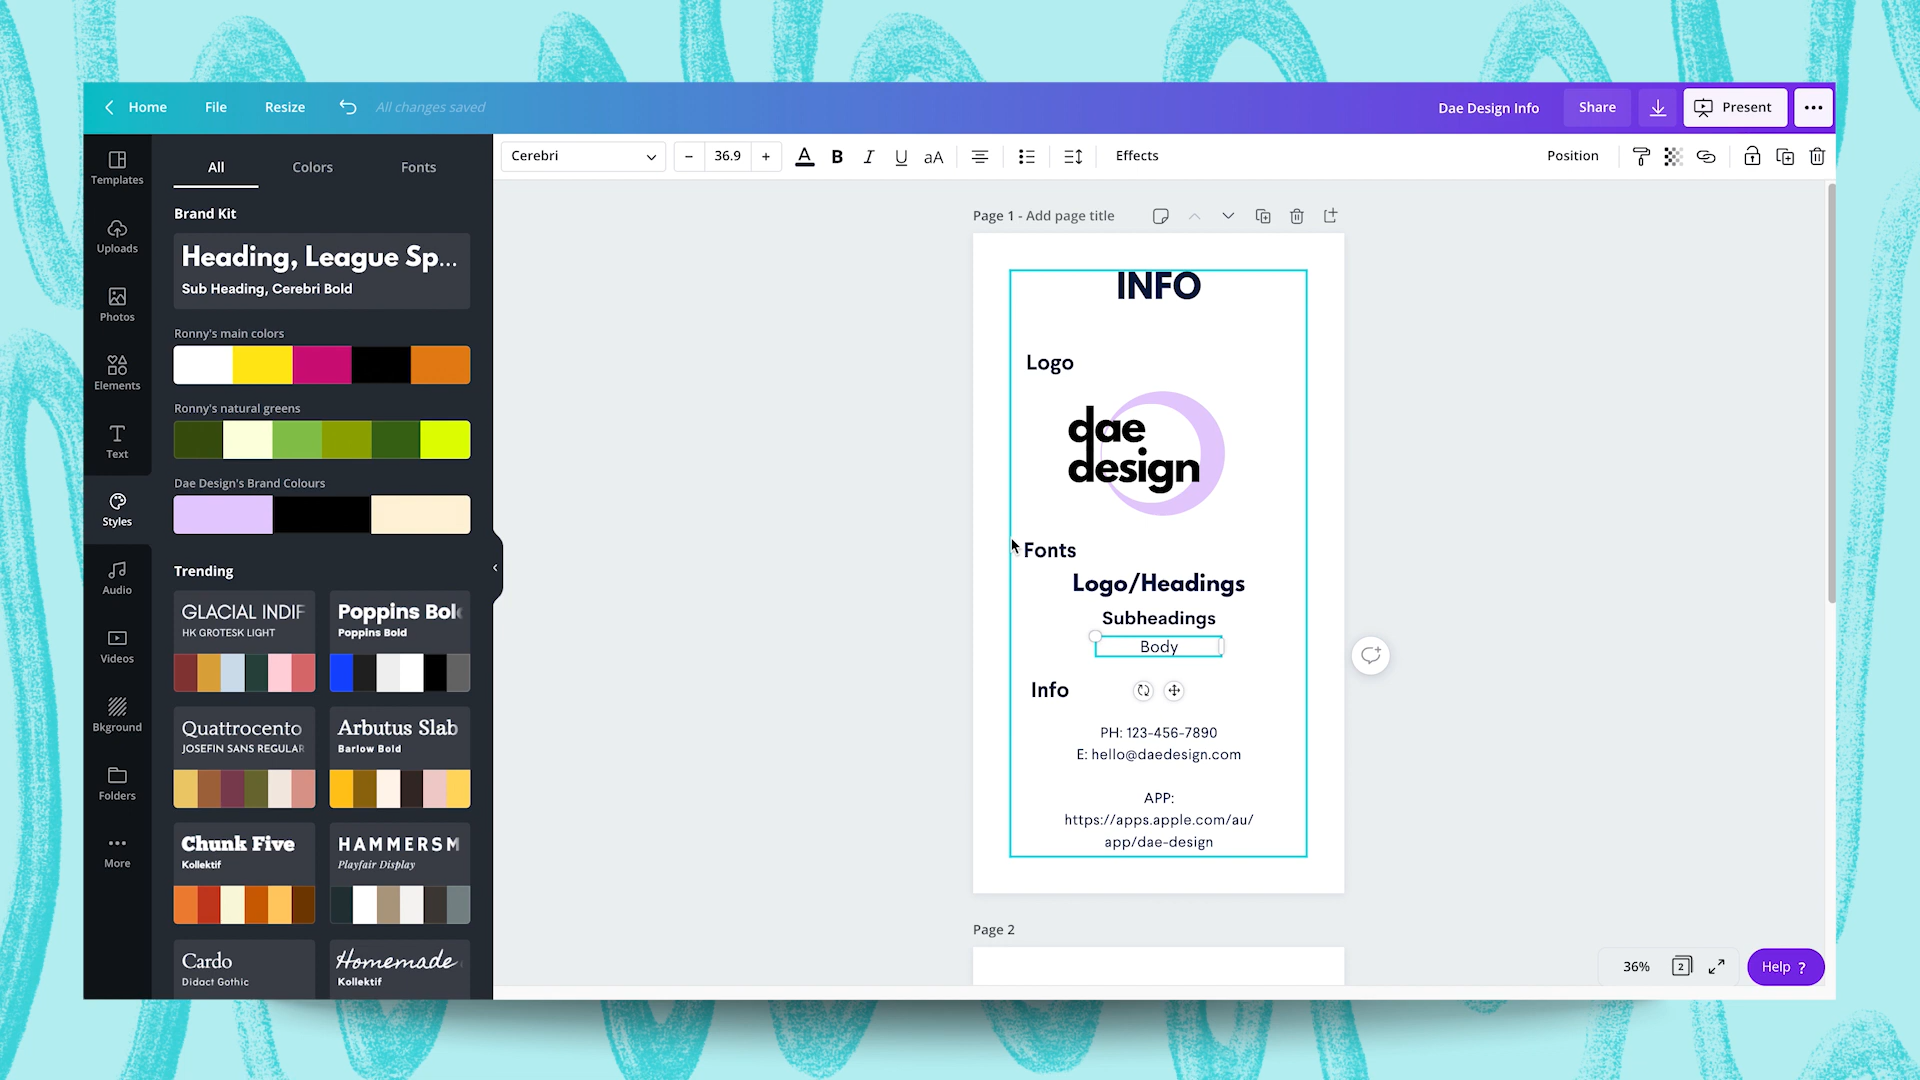 Home File Resize All changes saved Dae Design Info Share Present
Cerebri - 36.9 + A B I U aA Effects Position
Templates
Uploads
Photos
Elements
Text
Styles
Audio
Videos
Bkground
Folders
More
All Colors Fonts
Brand Kit
Heading, League Sp...
Sub Heading, Cerebri Bold
Ronny's main colors
Ronny's natural greens
Dae Design's Brand Colours
Trending
GLACIAL INDIF
HK GROTESK LIGHT
Poppins Bol
Poppins Bold
Quattrocento
JOSEFIN SANS REGULAR
Arbutus Slab
Barlow Bold
Chunk Five
Kollektif
HAMMERSM
Playfair Display
Cardo
Didact Gothic
Homemade
Kollektif
Page 1 - Add page title
INFO
Logo
dae
design
Fonts
Logo/Headings
Subheadings
Body
Info
PH: 123-456-7890
E: hello@daedesign.com
APP:
https://apps.apple.com/au/
app/dae-design
Page 2
36% 2 Help ?